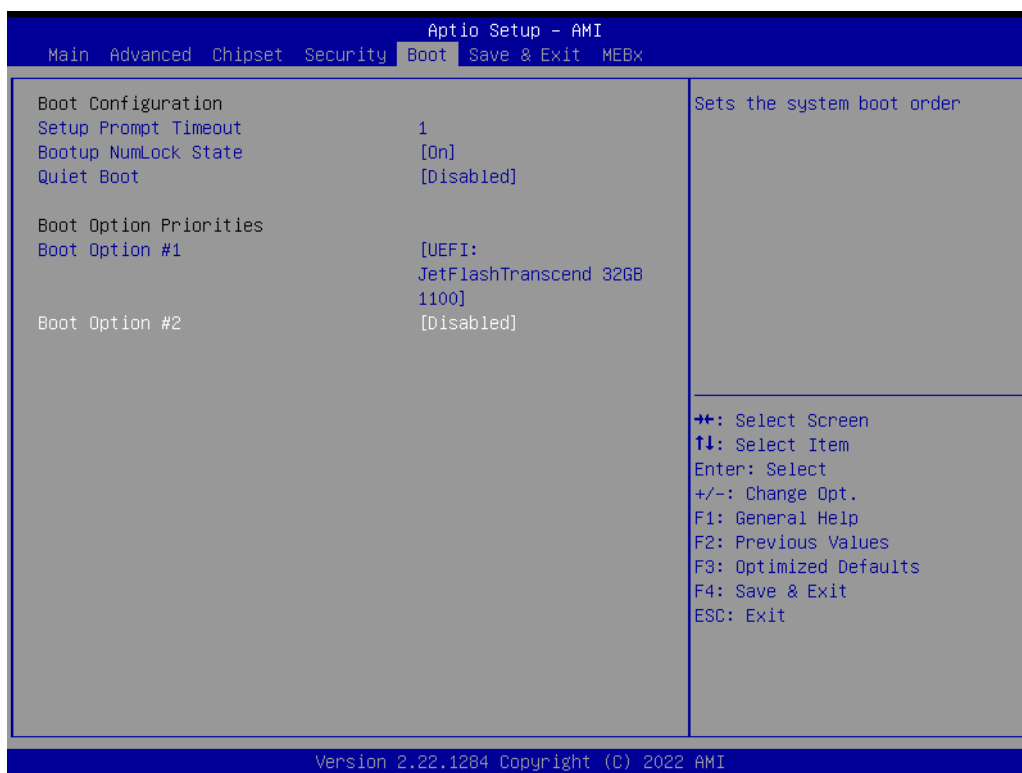 Aptio Setup – AMI
Main Advanced Chipset Security Boot Save & Exit MEBx
Boot Configuration
Setup Prompt Timeout 1
Bootup NumLock State [On]
Quiet Boot [Disabled]
Boot Option Priorities
Boot Option #1 [UEFI:
JetFlashTranscend 32GB
1100]
Boot Option #2 [Disabled]
Sets the system boot order
→←: Select Screen
↑↓: Select Item
Enter: Select
+/-: Change Opt.
F1: General Help
F2: Previous Values
F3: Optimized Defaults
F4: Save & Exit
ESC: Exit
Version 2.22.1284 Copyright (C) 2022 AMI